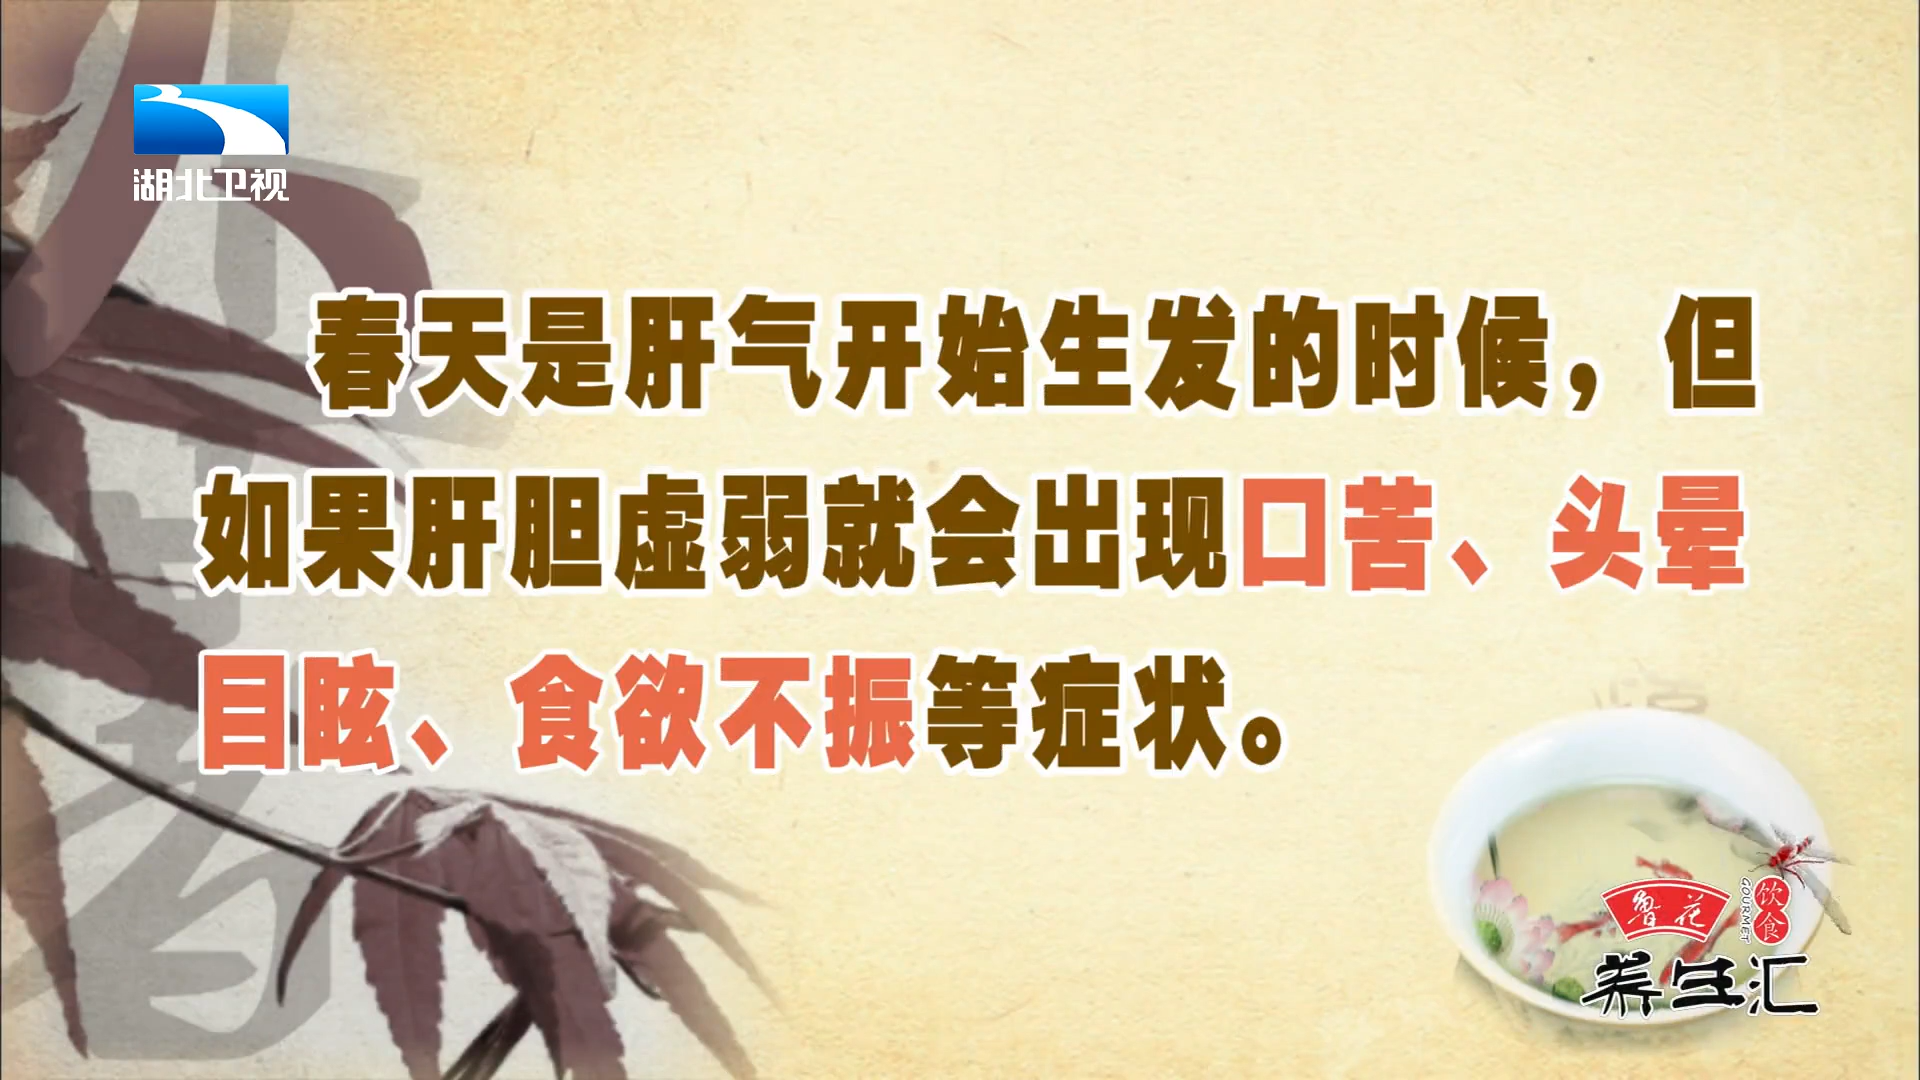 湖北卫视
春天是肝气开始生发的时候，但
如果肝胆虚弱就会出现口苦、头晕
目眩、食欲不振等症状。
鲁花
饮食
GOURMET
养生汇